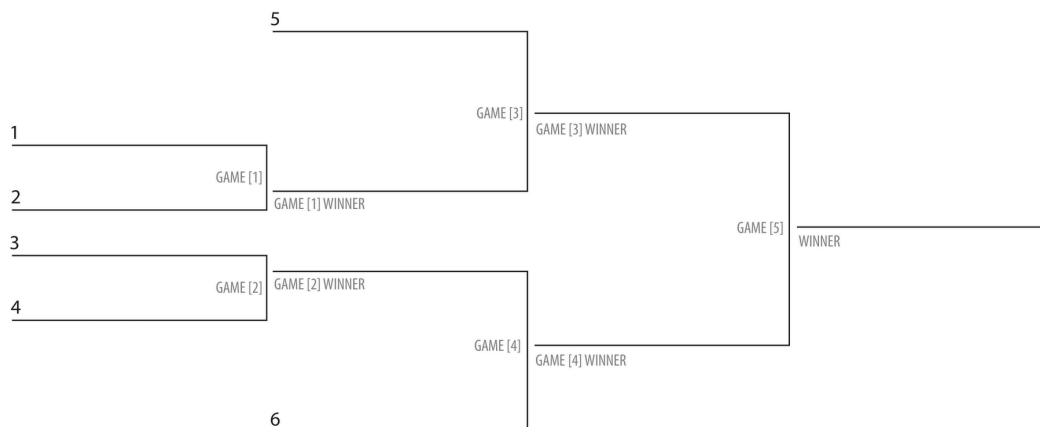 5
GAME [3]
GAME [3] WINNER
1
GAME [1]
2
GAME [1] WINNER
GAME [5]
WINNER
3
GAME [2]
GAME [2] WINNER
4
GAME [4]
GAME [4] WINNER
6